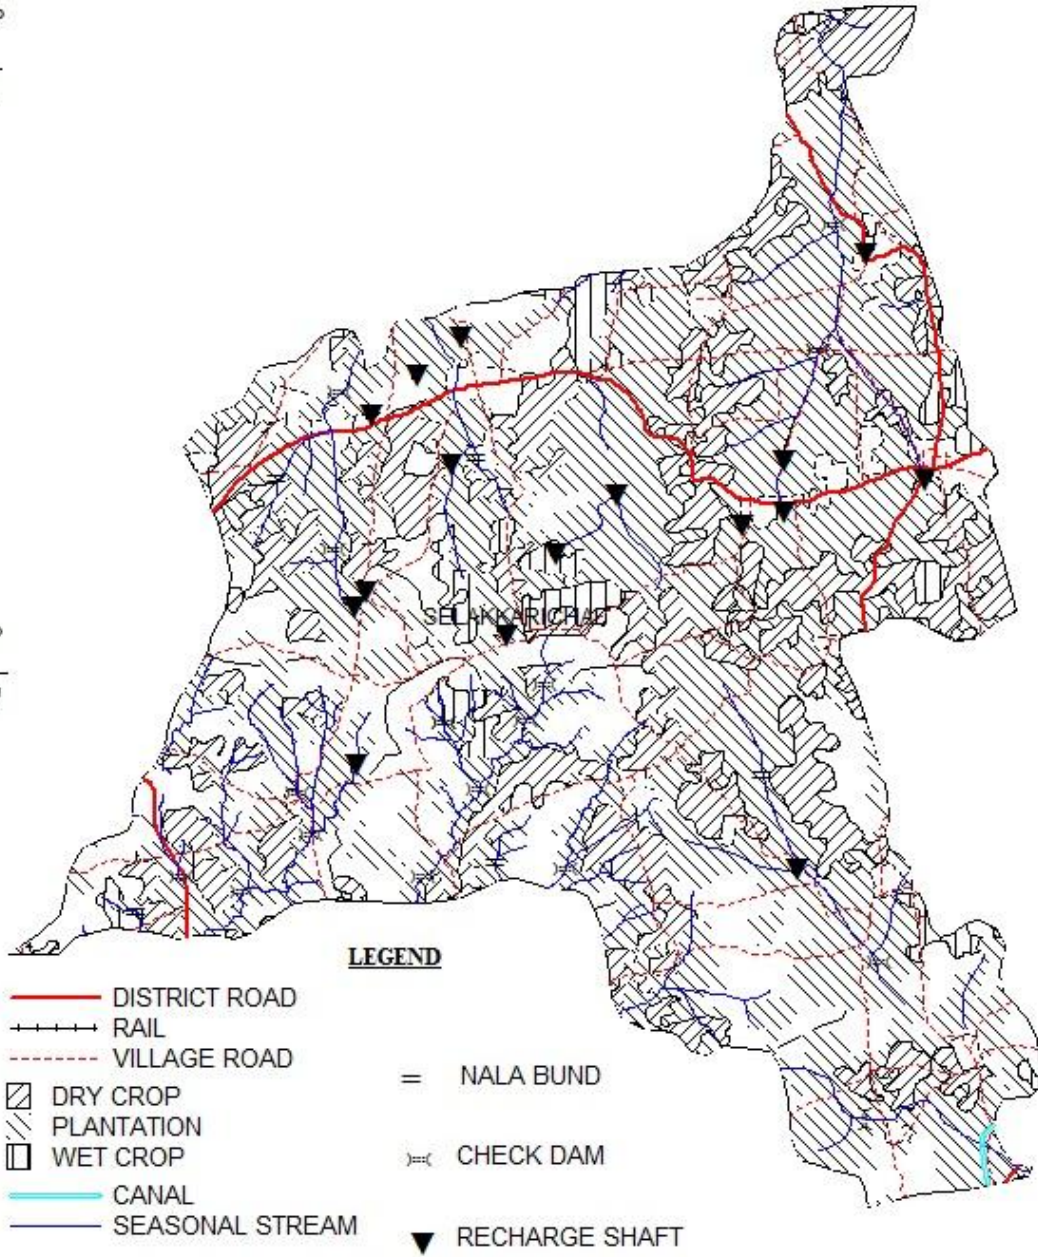 SELAKKARICHAL
LEGEND
DISTRICT ROAD
RAIL
VILLAGE ROAD
DRY CROP
PLANTATION
WET CROP
CANAL
SEASONAL STREAM
NALA BUND
CHECK DAM
RECHARGE SHAFT